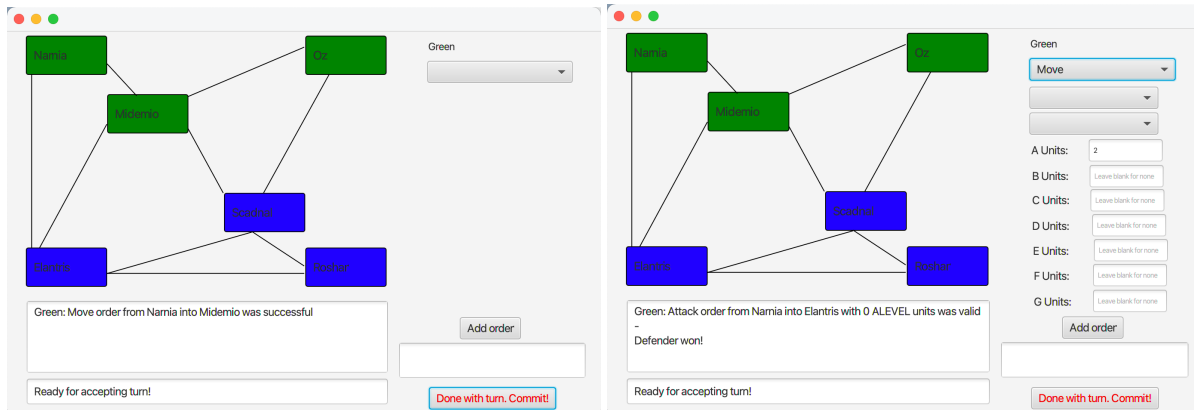 Narnia
Oz
Midemio
Scadrial
Elantris
Roshar
Green
Green: Move order from Narnia into Midemio was successful
Ready for accepting turn!
Add order
Done with turn. Commit!
Narnia
Oz
Midemio
Scadrial
Elantris
Roshar
Green
Move
A Units:
2
B Units:
Leave blank for none
C Units:
Leave blank for none
D Units:
Leave blank for none
E Units:
Leave blank for none
F Units:
Leave blank for none
G Units:
Leave blank for none
Green: Attack order from Narnia into Elantris with 0 ALEVEL units was valid
-
Defender won!
Ready for accepting turn!
Add order
Done with turn. Commit!